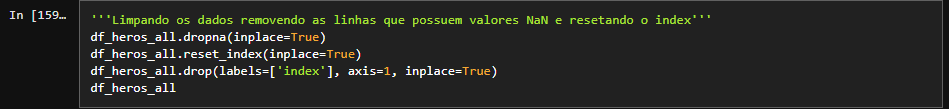 In [159…
'''Limpando os dados removendo as linhas que possuem valores NaN e resetando o index'''
df_heros_all.dropna(inplace=True)
df_heros_all.reset_index(inplace=True)
df_heros_all.drop(labels=['index'], axis=1, inplace=True)
df_heros_all